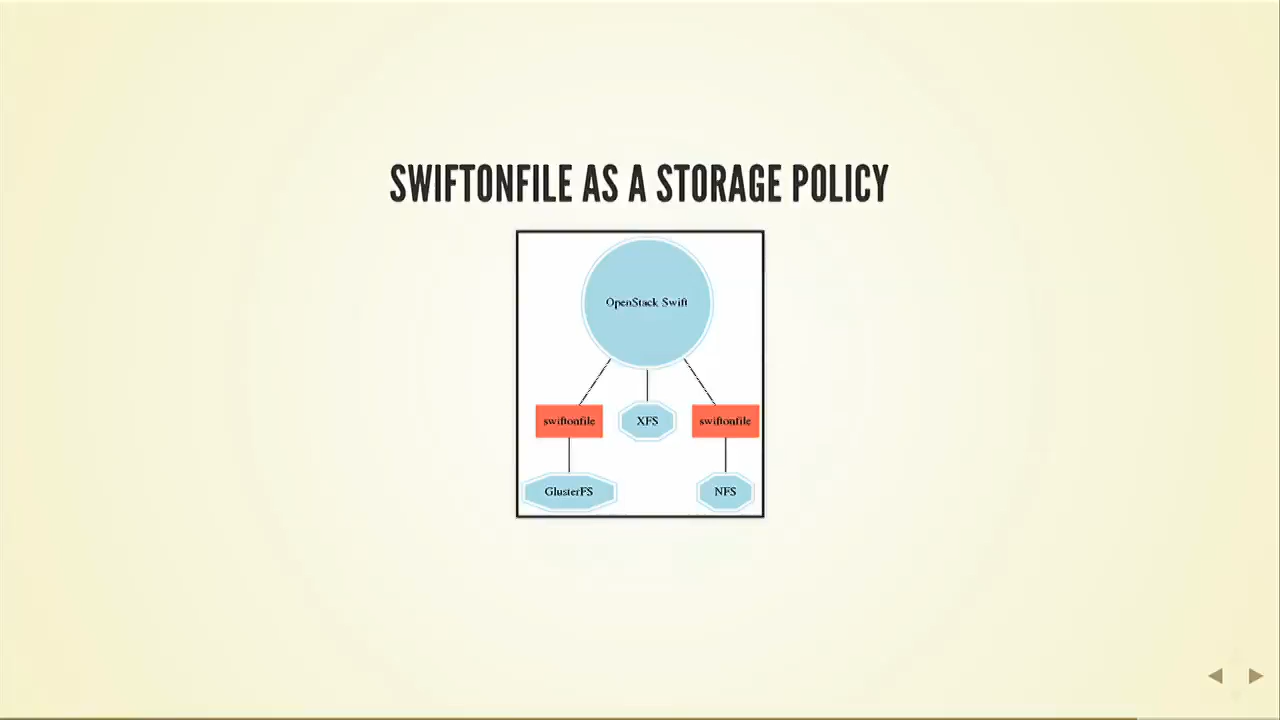 SWIFTONFILE AS A STORAGE POLICY
OpenStack Swift
swiftonfile
XFS
swiftonfile
GlusterFS
NFS